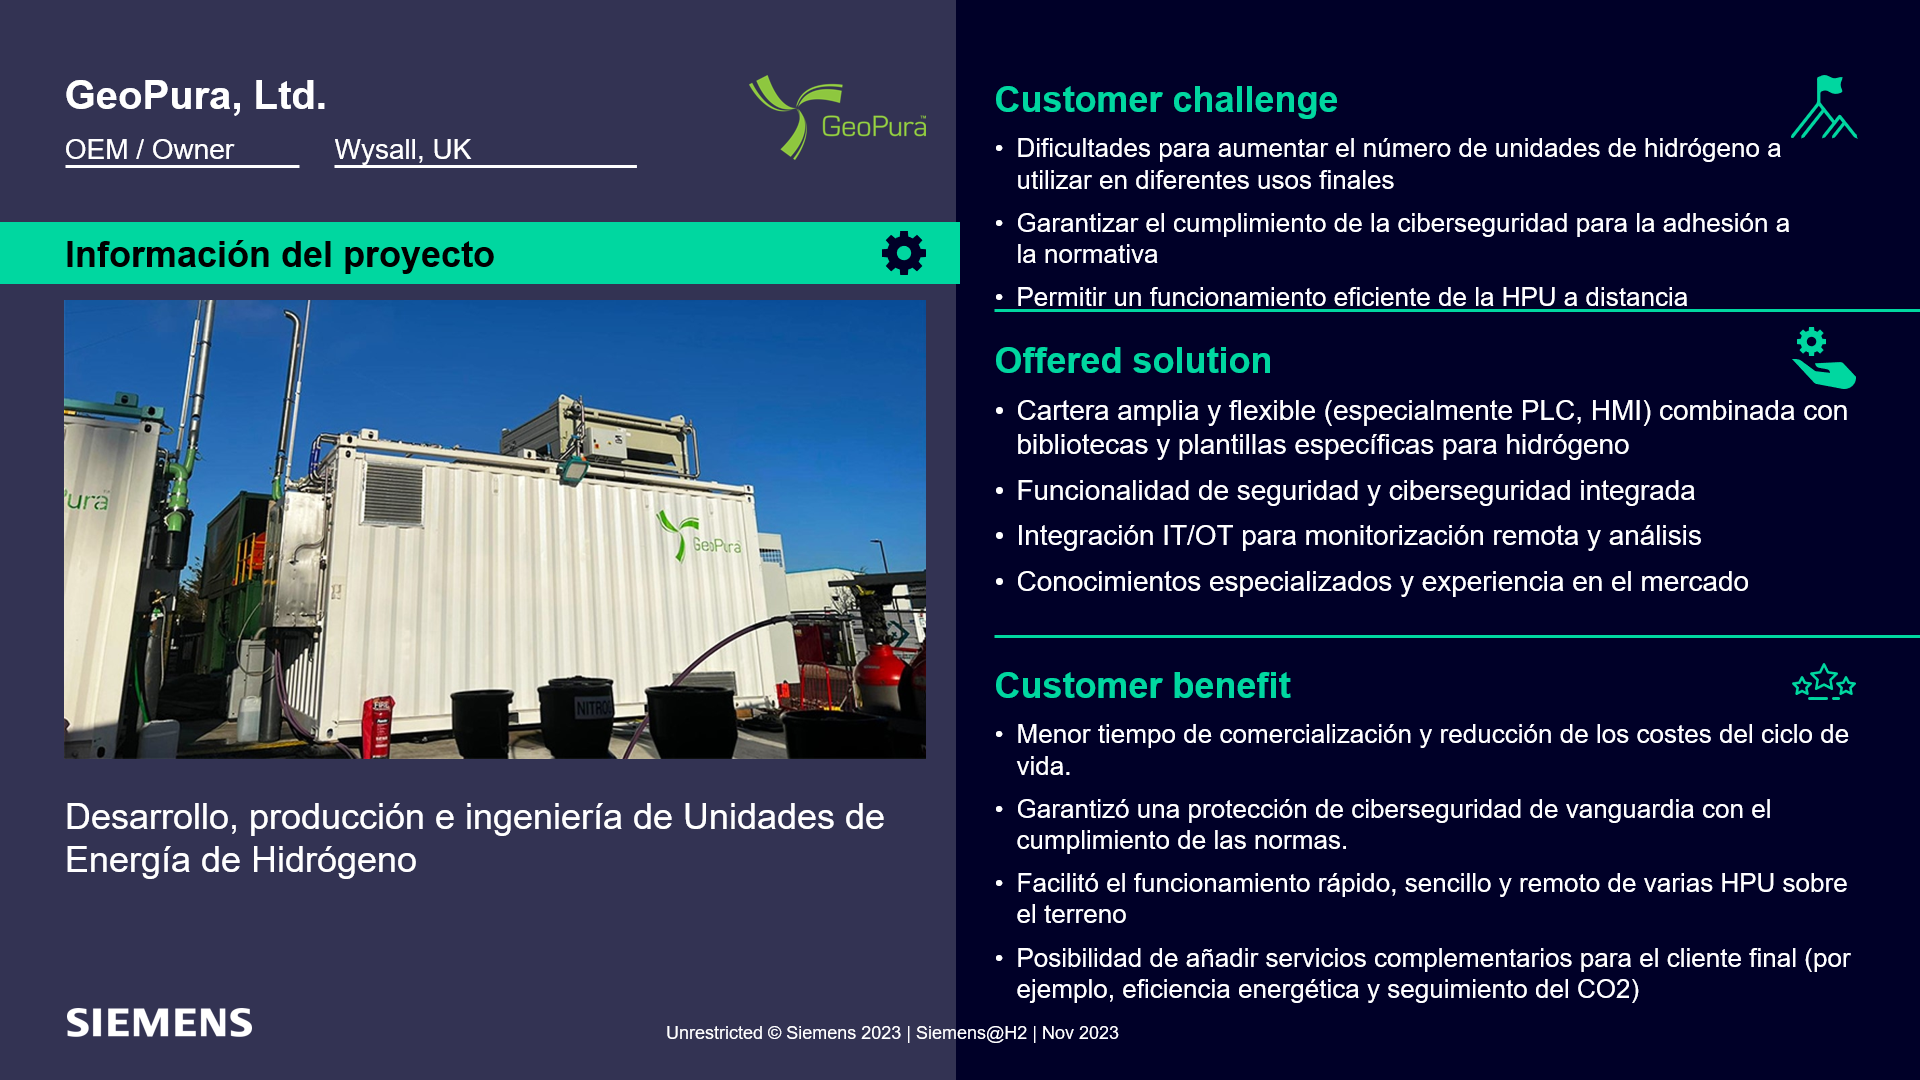 GeoPura, Ltd.
OEM / Owner
Wysall, UK
GeoPura™
Información del proyecto
GeoPura
NITRO
FIRE
Desarrollo, producción e ingeniería de Unidades de
Energía de Hidrógeno
SIEMENS
Customer challenge
• Dificultades para aumentar el número de unidades de hidrógeno a
utilizar en diferentes usos finales
• Garantizar el cumplimiento de la ciberseguridad para la adhesión a
la normativa
• Permitir un funcionamiento eficiente de la HPU a distancia
Offered solution
• Cartera amplia y flexible (especialmente PLC, HMI) combinada con
bibliotecas y plantillas específicas para hidrógeno
• Funcionalidad de seguridad y ciberseguridad integrada
• Integración IT/OT para monitorización remota y análisis
• Conocimientos especializados y experiencia en el mercado
Customer benefit
• Menor tiempo de comercialización y reducción de los costes del ciclo de
vida.
• Garantizó una protección de ciberseguridad de vanguardia con el
cumplimiento de las normas.
• Facilitó el funcionamiento rápido, sencillo y remoto de varias HPU sobre
el terreno
• Posibilidad de añadir servicios complementarios para el cliente final (por
ejemplo, eficiencia energética y seguimiento del CO2)
Unrestricted © Siemens 2023 | Siemens@H2 | Nov 2023